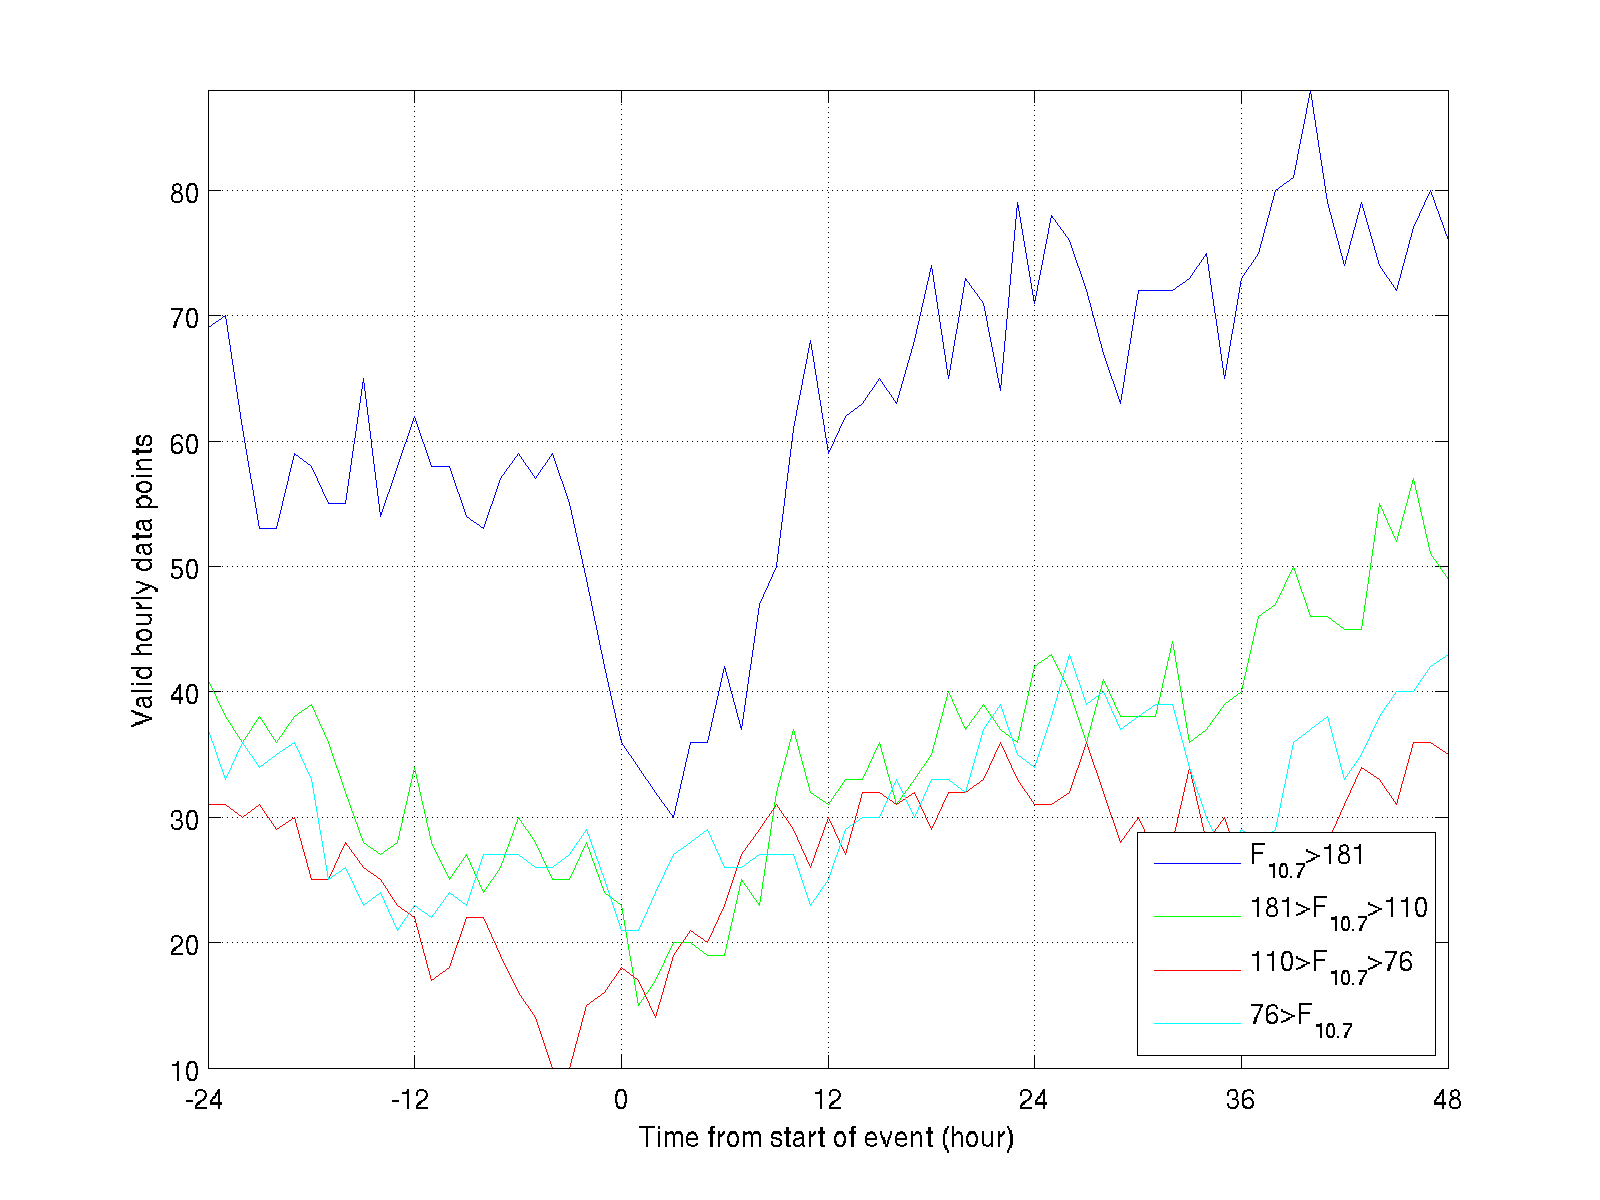 80
70
60
50
40
30
20
10
Valid hourly data points
-24 -12 0 12 24 36 48
Time from start of event (hour)
F10.7>181
181>F10.7>110
110>F10.7>76
76>F10.7